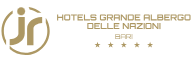 jr
HOTELS GRANDE ALBERGO
DELLE NAZIONI
BARI